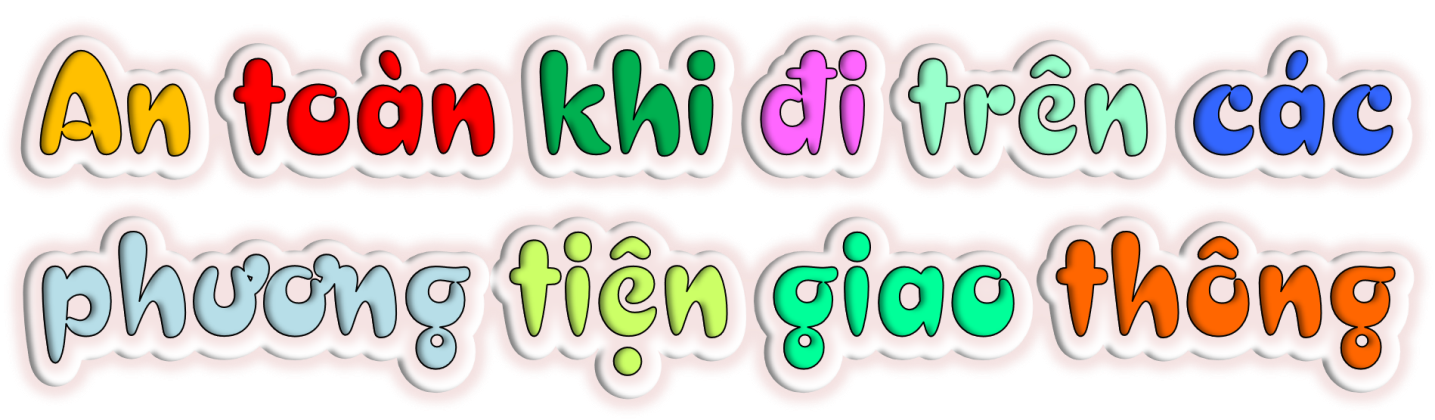 An toàn khi đi trên các
phương tiện giao thông